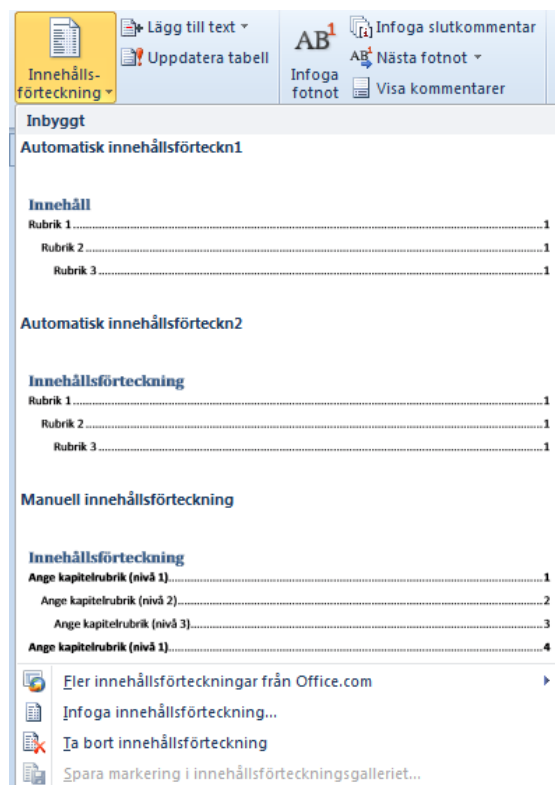 Innehålls-
förteckning
Lägg till text
Uppdatera tabell
AB1
Infoga
fotnot
Infoga slutkommentar
Nästa fotnot
Visa kommentarer
Inbyggt
Automatisk innehållsförteckn1
Innehåll
Rubrik 1.....1
Rubrik 2.....1
Rubrik 3.....1
Automatisk innehållsförteckn2
Innehållsförteckning
Rubrik 1.....1
Rubrik 2.....1
Rubrik 3.....1
Manuell innehållsförteckning
Innehållsförteckning
Ange kapitelrubrik (nivå 1).....1
Ange kapitelrubrik (nivå 2).....2
Ange kapitelrubrik (nivå 3).....3
Ange kapitelrubrik (nivå 1).....4
Fler innehållsförteckningar från Office.com
Infoga innehållsförteckning...
Ta bort innehållsförteckning
Spara markering i innehållsförteckningsgalleriet...